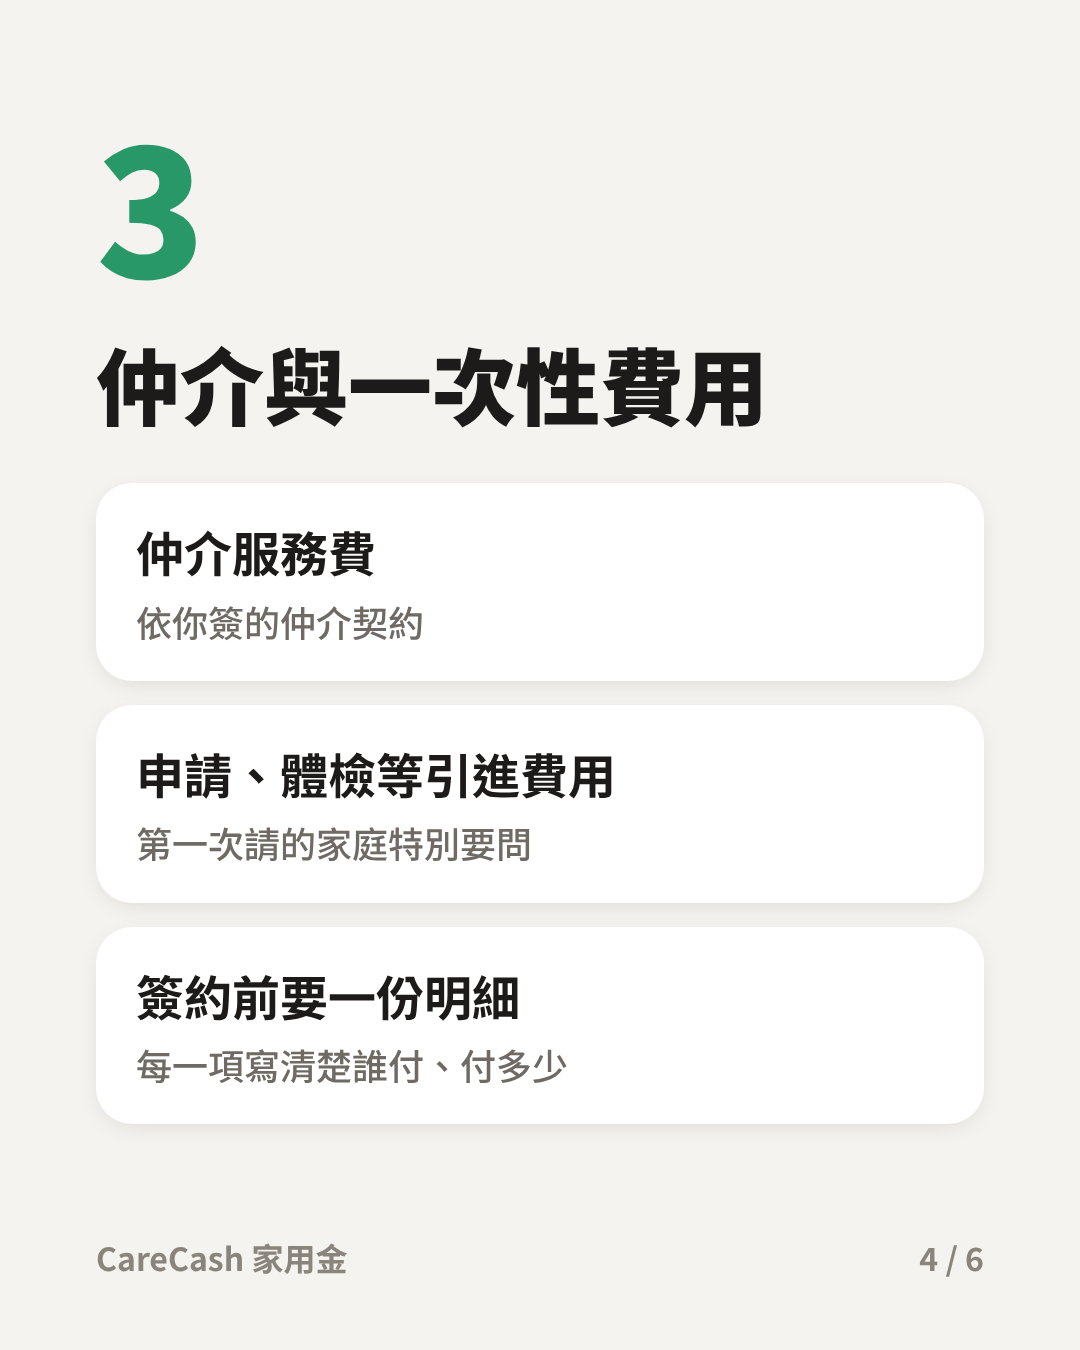 3
仲介與一次性費用
仲介服務費
依你簽的仲介契約
申請、體檢等引進費用
第一次請的家庭特別要問
簽約前要一份明細
每一項寫清楚誰付、付多少
CareCash 家用金
4 / 6